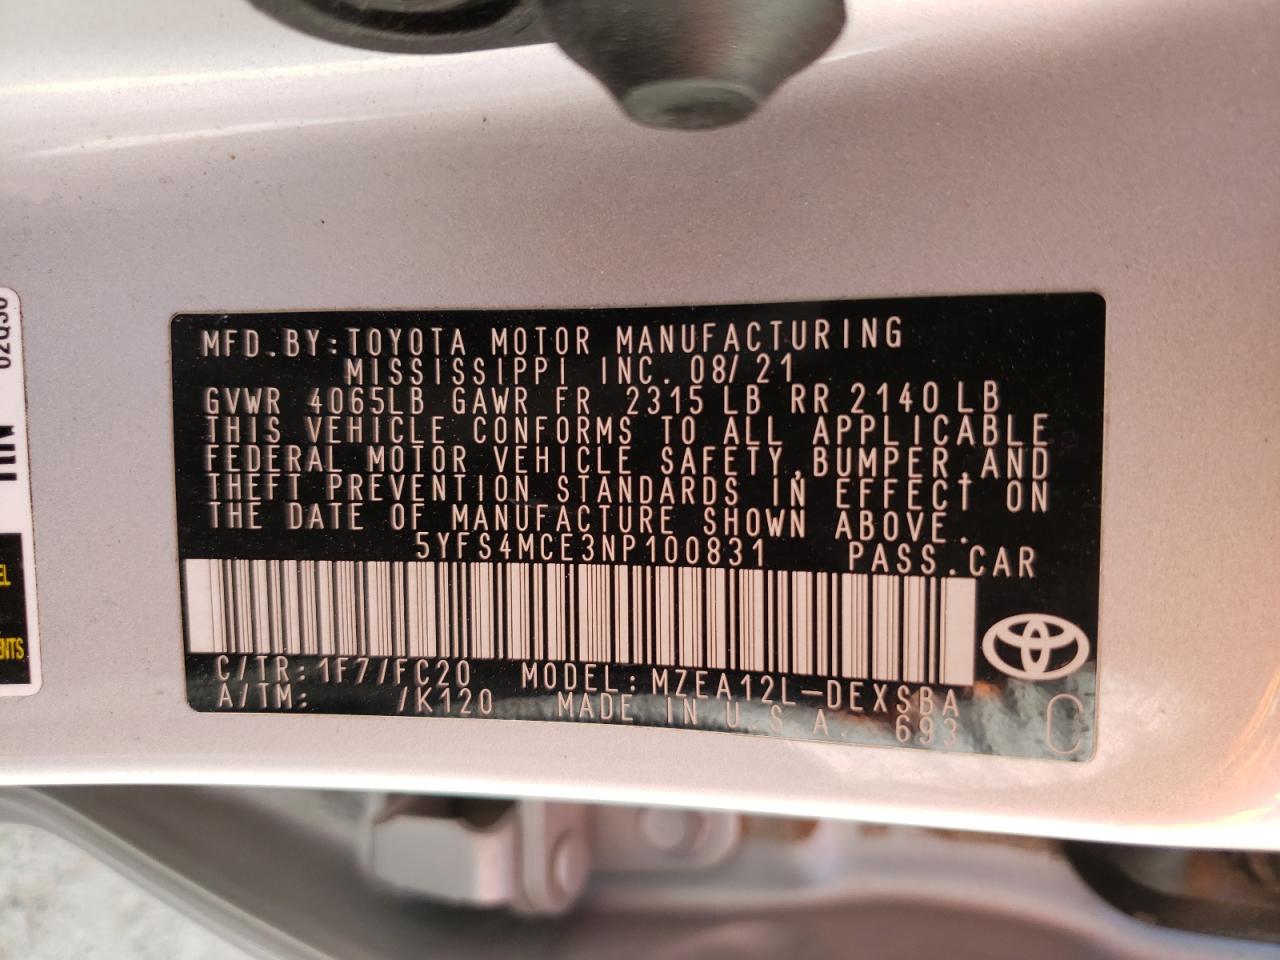 MFD.BY:TOYOTA MOTOR MANUFACTURING
MISSISSIPPI INC. 08/21
GVWR 4065LB GAWR FR 2315 LB RR 2140 LB
THIS VEHICLE CONFORMS TO ALL APPLICABLE
FEDERAL MOTOR VEHICLE SAFETY,BUMPER,AND
THEFT PREVENTION STANDARDS IN EFFECT ON
THE DATE OF MANUFACTURE SHOWN ABOVE.
5YFS4MCE3NP100831 PASS.CAR
C/TR:1F7/FC20 MODEL:MZEA12L-DEXSBA
A/TM: /K120 MADE IN U.S.A. 693
C